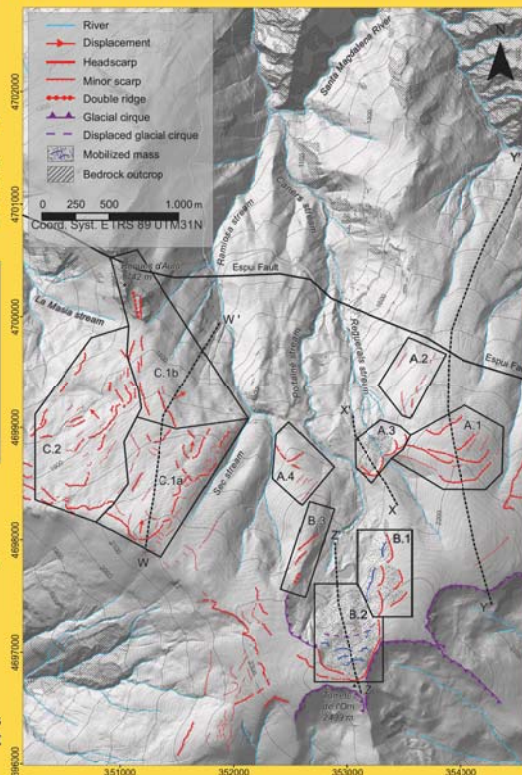 River
Displacement
Headscarp
Minor scarp
Double ridge
Glacial cirque
Displaced glacial cirque
Mobilized mass
Bedrock outcrop
0 250 500 1.000 m
Coord. Syst. ETRS 89 UTM31N
N
Santa Magdalena River
Y'
4702000
4701000
4700000
4699000
4698000
4697000
4696000
Ramiosa stream
Espui Fault
La Masia stream
W'
Reguerals stream
Espui Fa
C.1b
A.2
C.2
X'
A.3
A.1
C.1a
Sec stream
A.4
X
B.3
Z'
B.1
W
B.2
Y
Z
2439 m
351000
352000
353000
354000